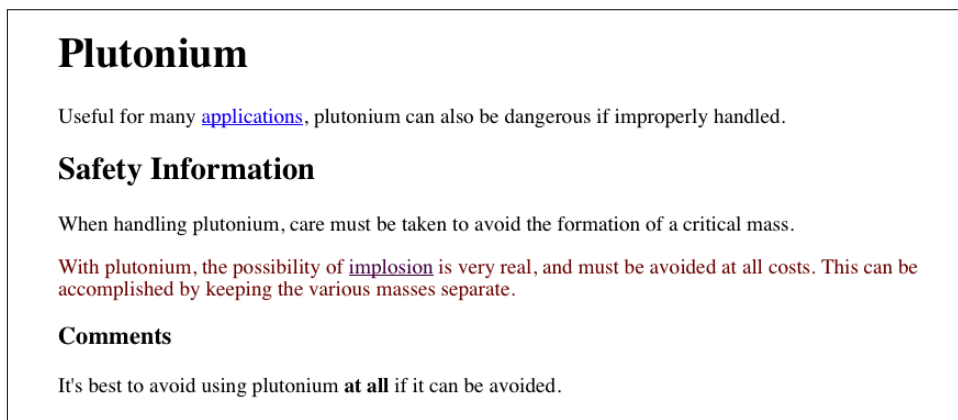 Plutonium
Useful for many applications, plutonium can also be dangerous if improperly handled.
Safety Information
When handling plutonium, care must be taken to avoid the formation of a critical mass.
With plutonium, the possibility of implosion is very real, and must be avoided at all costs. This can be
accomplished by keeping the various masses separate.
Comments
It's best to avoid using plutonium at all if it can be avoided.